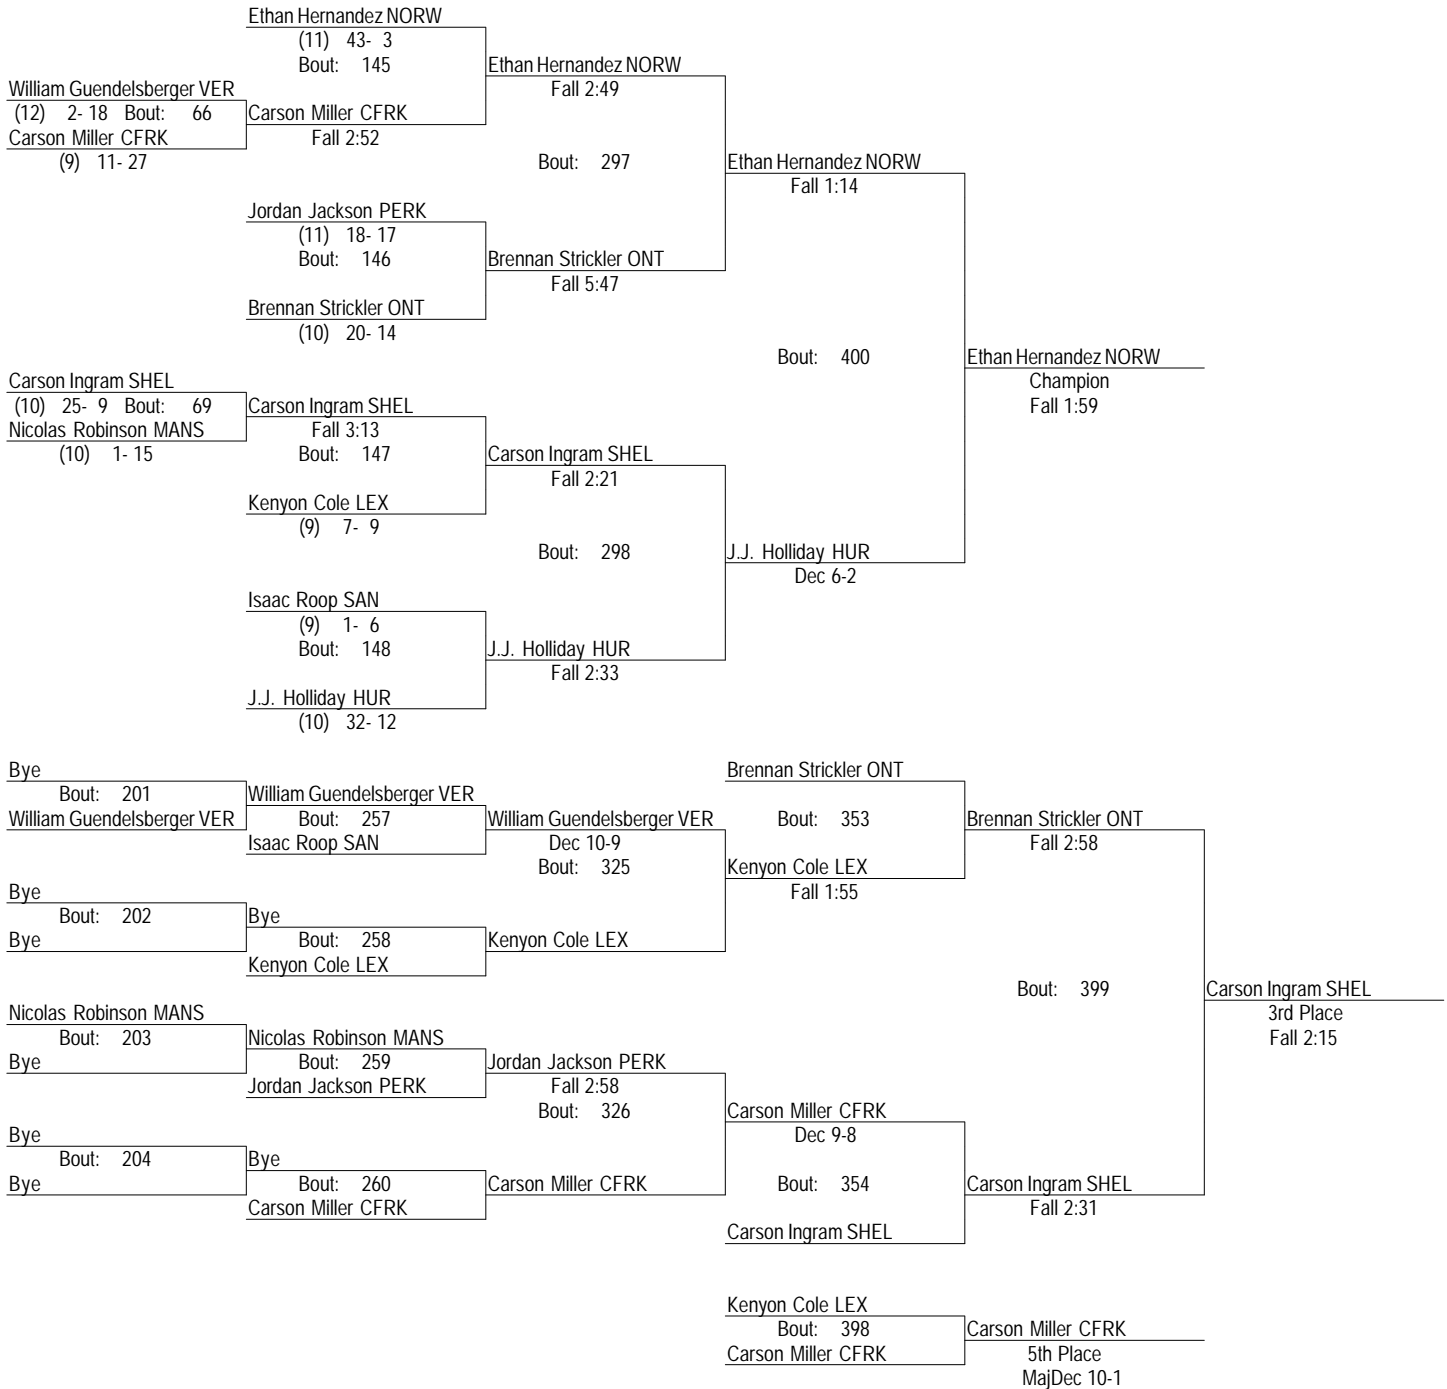 Ethan Hernandez NORW
(11) 43- 3
Bout: 145
Ethan Hernandez NORW
Fall 2:49
William Guendelsberger VER
(12) 2- 18 Bout: 66
Carson Miller CFRK
Fall 2:52
Carson Miller CFRK
(9) 11- 27
Bout: 297
Ethan Hernandez NORW
Fall 1:14
Jordan Jackson PERK
(11) 18- 17
Bout: 146
Brennan Strickler ONT
Fall 5:47
Brennan Strickler ONT
(10) 20- 14
Bout: 400
Ethan Hernandez NORW
Champion
Fall 1:59
Carson Ingram SHEL
(10) 25- 9 Bout: 69
Carson Ingram SHEL
Nicolas Robinson MANS
Fall 3:13
(10) 1- 15
Bout: 147
Carson Ingram SHEL
Fall 2:21
Kenyon Cole LEX
(9) 7- 9
Bout: 298
J.J. Holliday HUR
Dec 6-2
Isaac Roop SAN
(9) 1- 6
Bout: 148
J.J. Holliday HUR
Fall 2:33
J.J. Holliday HUR
(10) 32- 12
Bye
Bout: 201
William Guendelsberger VER
William Guendelsberger VER
Bout: 257
Isaac Roop SAN
William Guendelsberger VER
Dec 10-9
Bout: 325
Brennan Strickler ONT
Bout: 353
Brennan Strickler ONT
Fall 2:58
Kenyon Cole LEX
Fall 1:55
Bye
Bout: 202
Bye
Bye
Bout: 258
Kenyon Cole LEX
Kenyon Cole LEX
Bout: 399
Carson Ingram SHEL
3rd Place
Fall 2:15
Nicolas Robinson MANS
Bout: 203
Bye
Nicolas Robinson MANS
Bout: 259
Jordan Jackson PERK
Jordan Jackson PERK
Fall 2:58
Bout: 326
Carson Miller CFRK
Dec 9-8
Bye
Bout: 204
Bye
Bye
Bout: 260
Carson Miller CFRK
Carson Miller CFRK
Bout: 354
Carson Ingram SHEL
Fall 2:31
Carson Ingram SHEL
Kenyon Cole LEX
Bout: 398
Carson Miller CFRK
Carson Miller CFRK
5th Place
MajDec 10-1